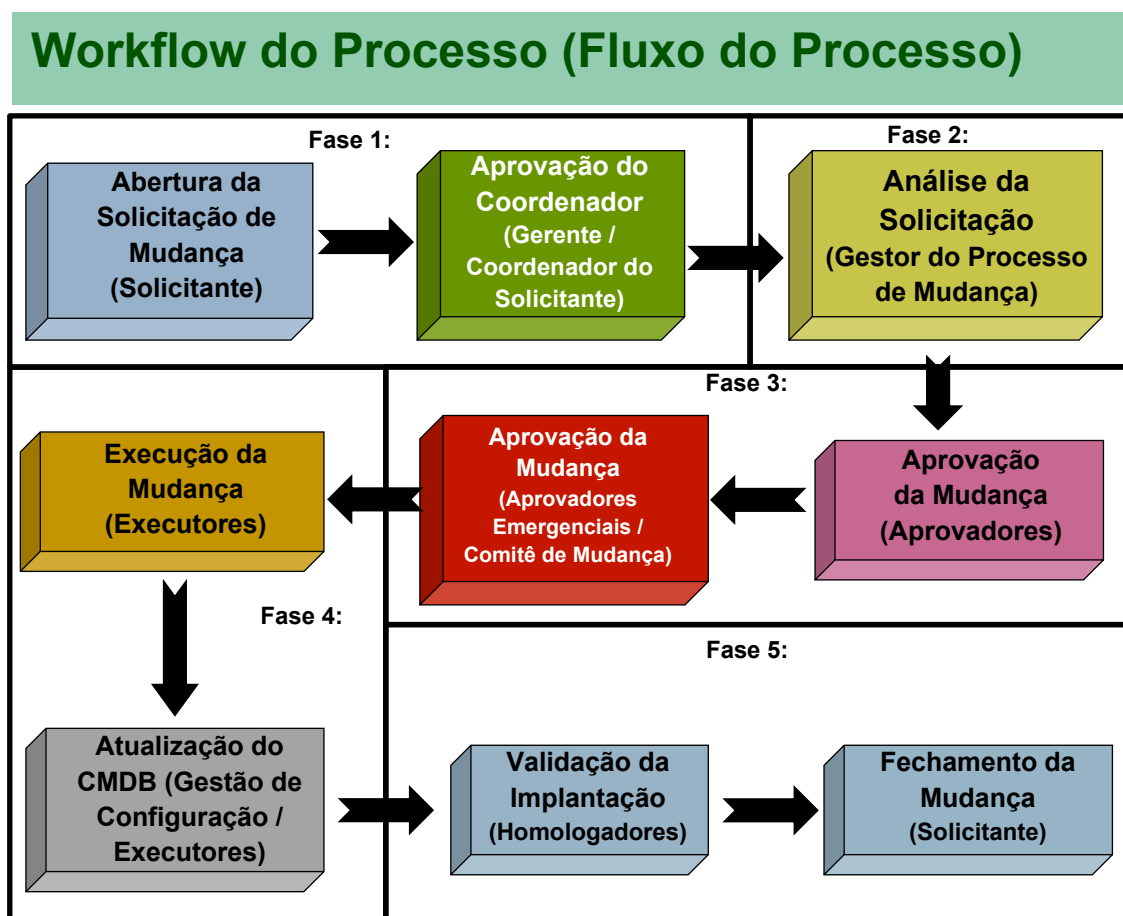 Workflow do Processo (Fluxo do Processo)
Fase 1:
Abertura da
Solicitação de
Mudança
(Solicitante)
Aprovação do
Coordenador
(Gerente /
Coordenador do
Solicitante)
Fase 2:
Análise da
Solicitação
(Gestor do Processo
de Mudança)
Fase 3:
Aprovação
da Mudança
(Aprovadores)
Aprovação da
Mudança
(Aprovadores
Emergenciais /
Comitê de Mudança)
Execução da
Mudança
(Executores)
Fase 4:
Atualização do
CMDB (Gestão de
Configuração /
Executores)
Fase 5:
Validação da
Implantação
(Homologadores)
Fechamento da
Mudança
(Solicitante)